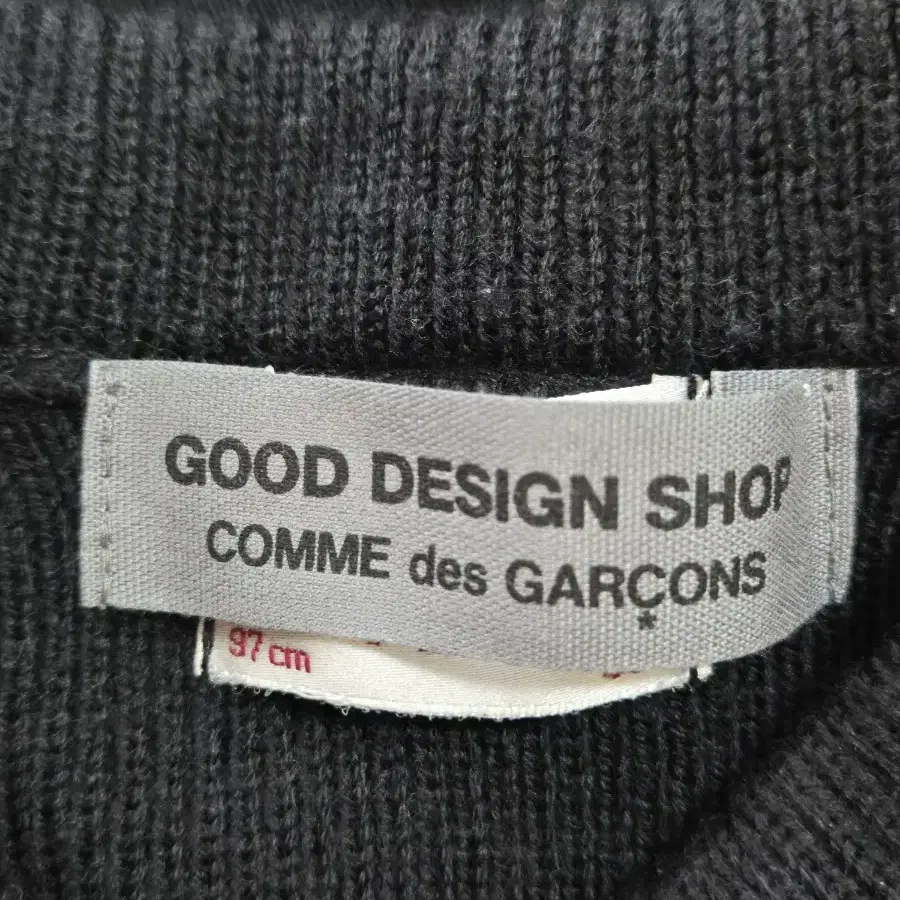 GOOD DESIGN SHOP
COMME des GARÇONS
*
97 cm